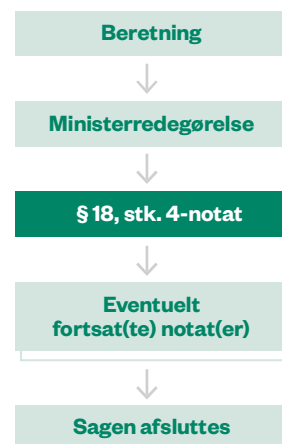 Beretning
Ministerredegørelse
§ 18, stk. 4-notat
Eventuelt
fortsat(te) notat(er)
Sagen afsluttes